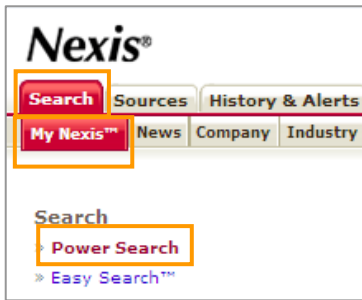 Nexis®
Search Sources History & Alerts
My Nexis™ News Company Industry
Search
» Power Search
» Easy Search™